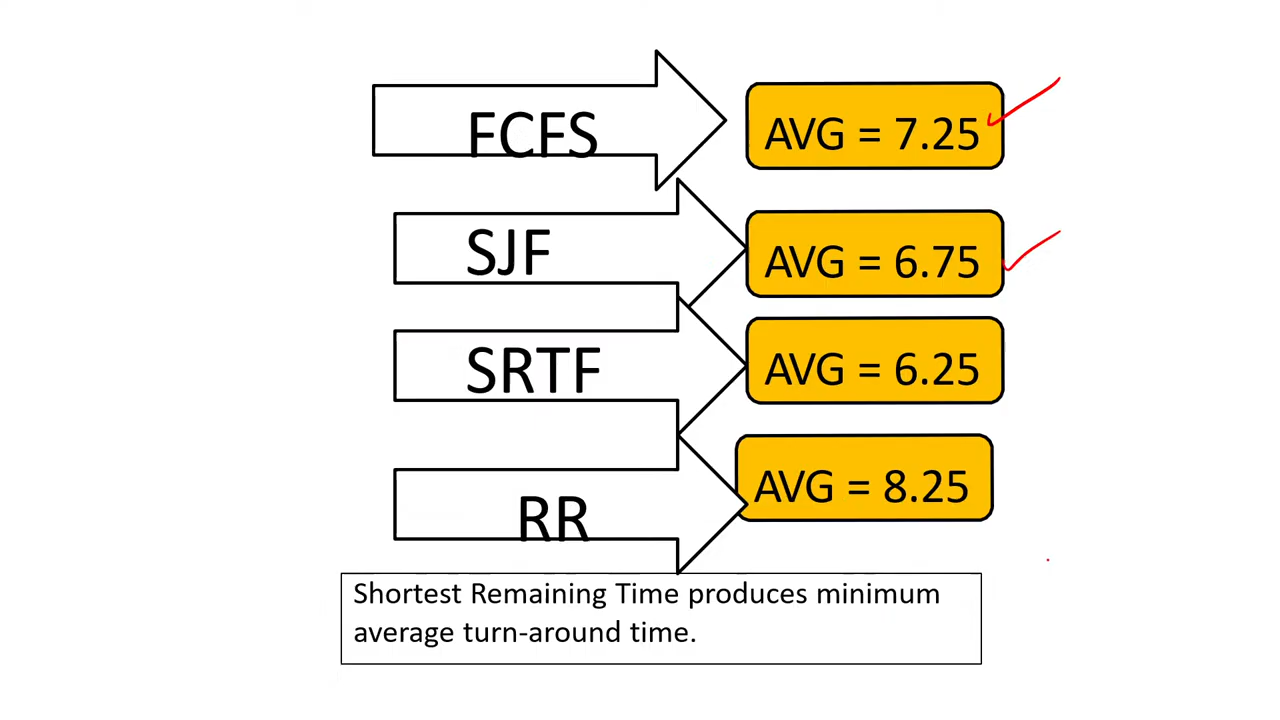 FCFS
AVG = 7.25
SJF
AVG = 6.75
SRTF
AVG = 6.25
RR
AVG = 8.25
Shortest Remaining Time produces minimum
average turn-around time.